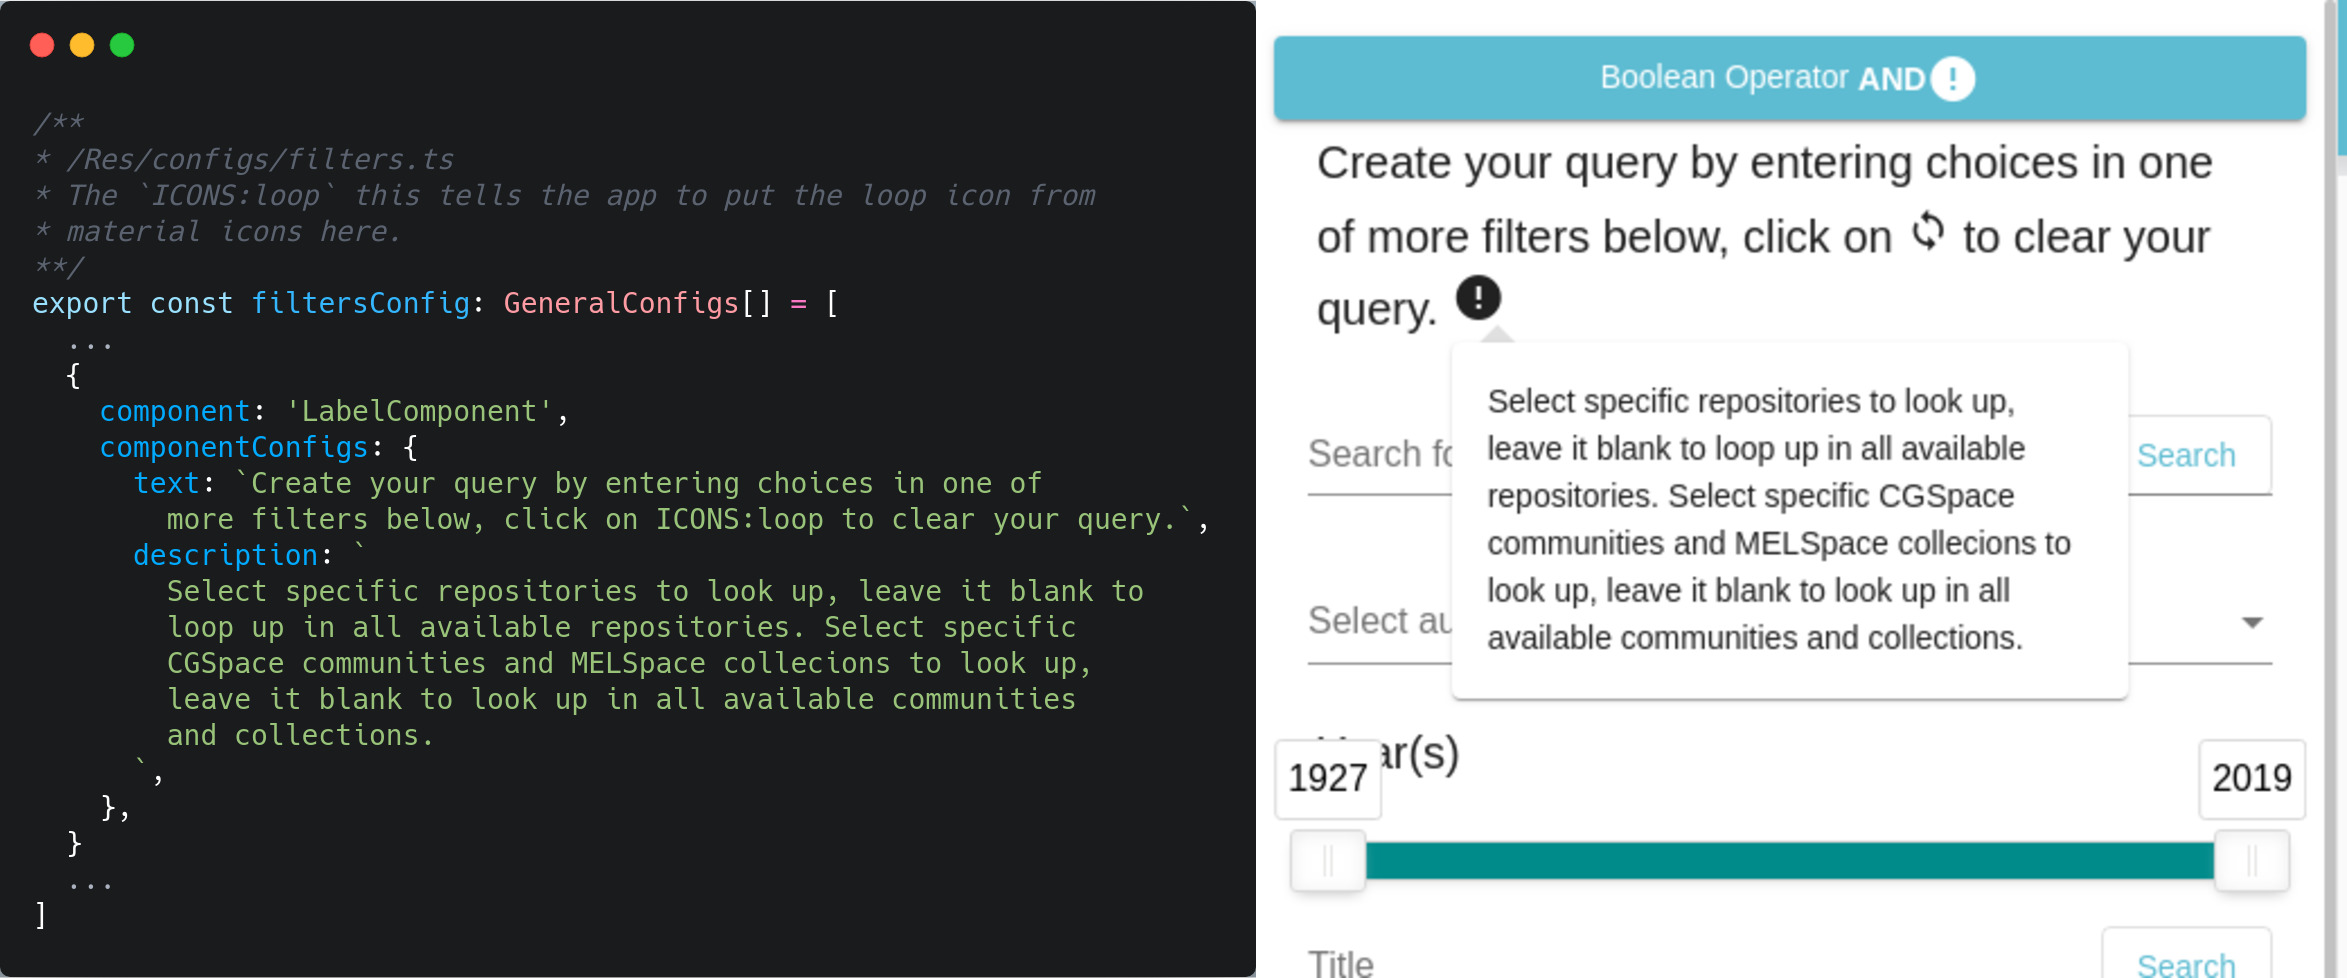 /**
* /Res/configs/filters.ts
* The `ICONS:loop` this tells the app to put the loop icon from
* material icons here.
**/
export const filtersConfig: GeneralConfigs[] = [
...
{
component: 'LabelComponent',
componentConfigs: {
text: `Create your query by entering choices in one of
more filters below, click on ICONS:loop to clear your query.`,
description: `
Select specific repositories to look up, leave it blank to
loop up in all available repositories. Select specific
CGSpace communities and MELSpace collecions to look up,
leave it blank to look up in all available communities
and collections.
`,
},
}
...
]
Boolean Operator AND
Create your query by entering choices in one
of more filters below, click on to clear your
query.
Select specific repositories to look up,
leave it blank to loop up in all available
repositories. Select specific CGSpace
communities and MELSpace collecions to
look up, leave it blank to look up in all
available communities and collections.
Search
Search
Select
1927
2019
Title
Search